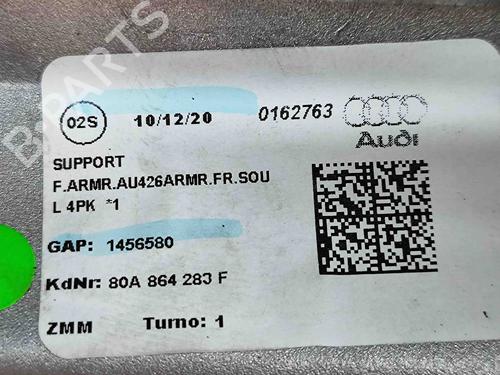 B-PARTS
02S 10/12/20 0162763
Audi
SUPPORT
F.ARMR.AU426ARMR.FR.SOU
L 4PK *1
GAP: 1456580
KdNr: 80A 864 283 F
ZMM Turno: 1